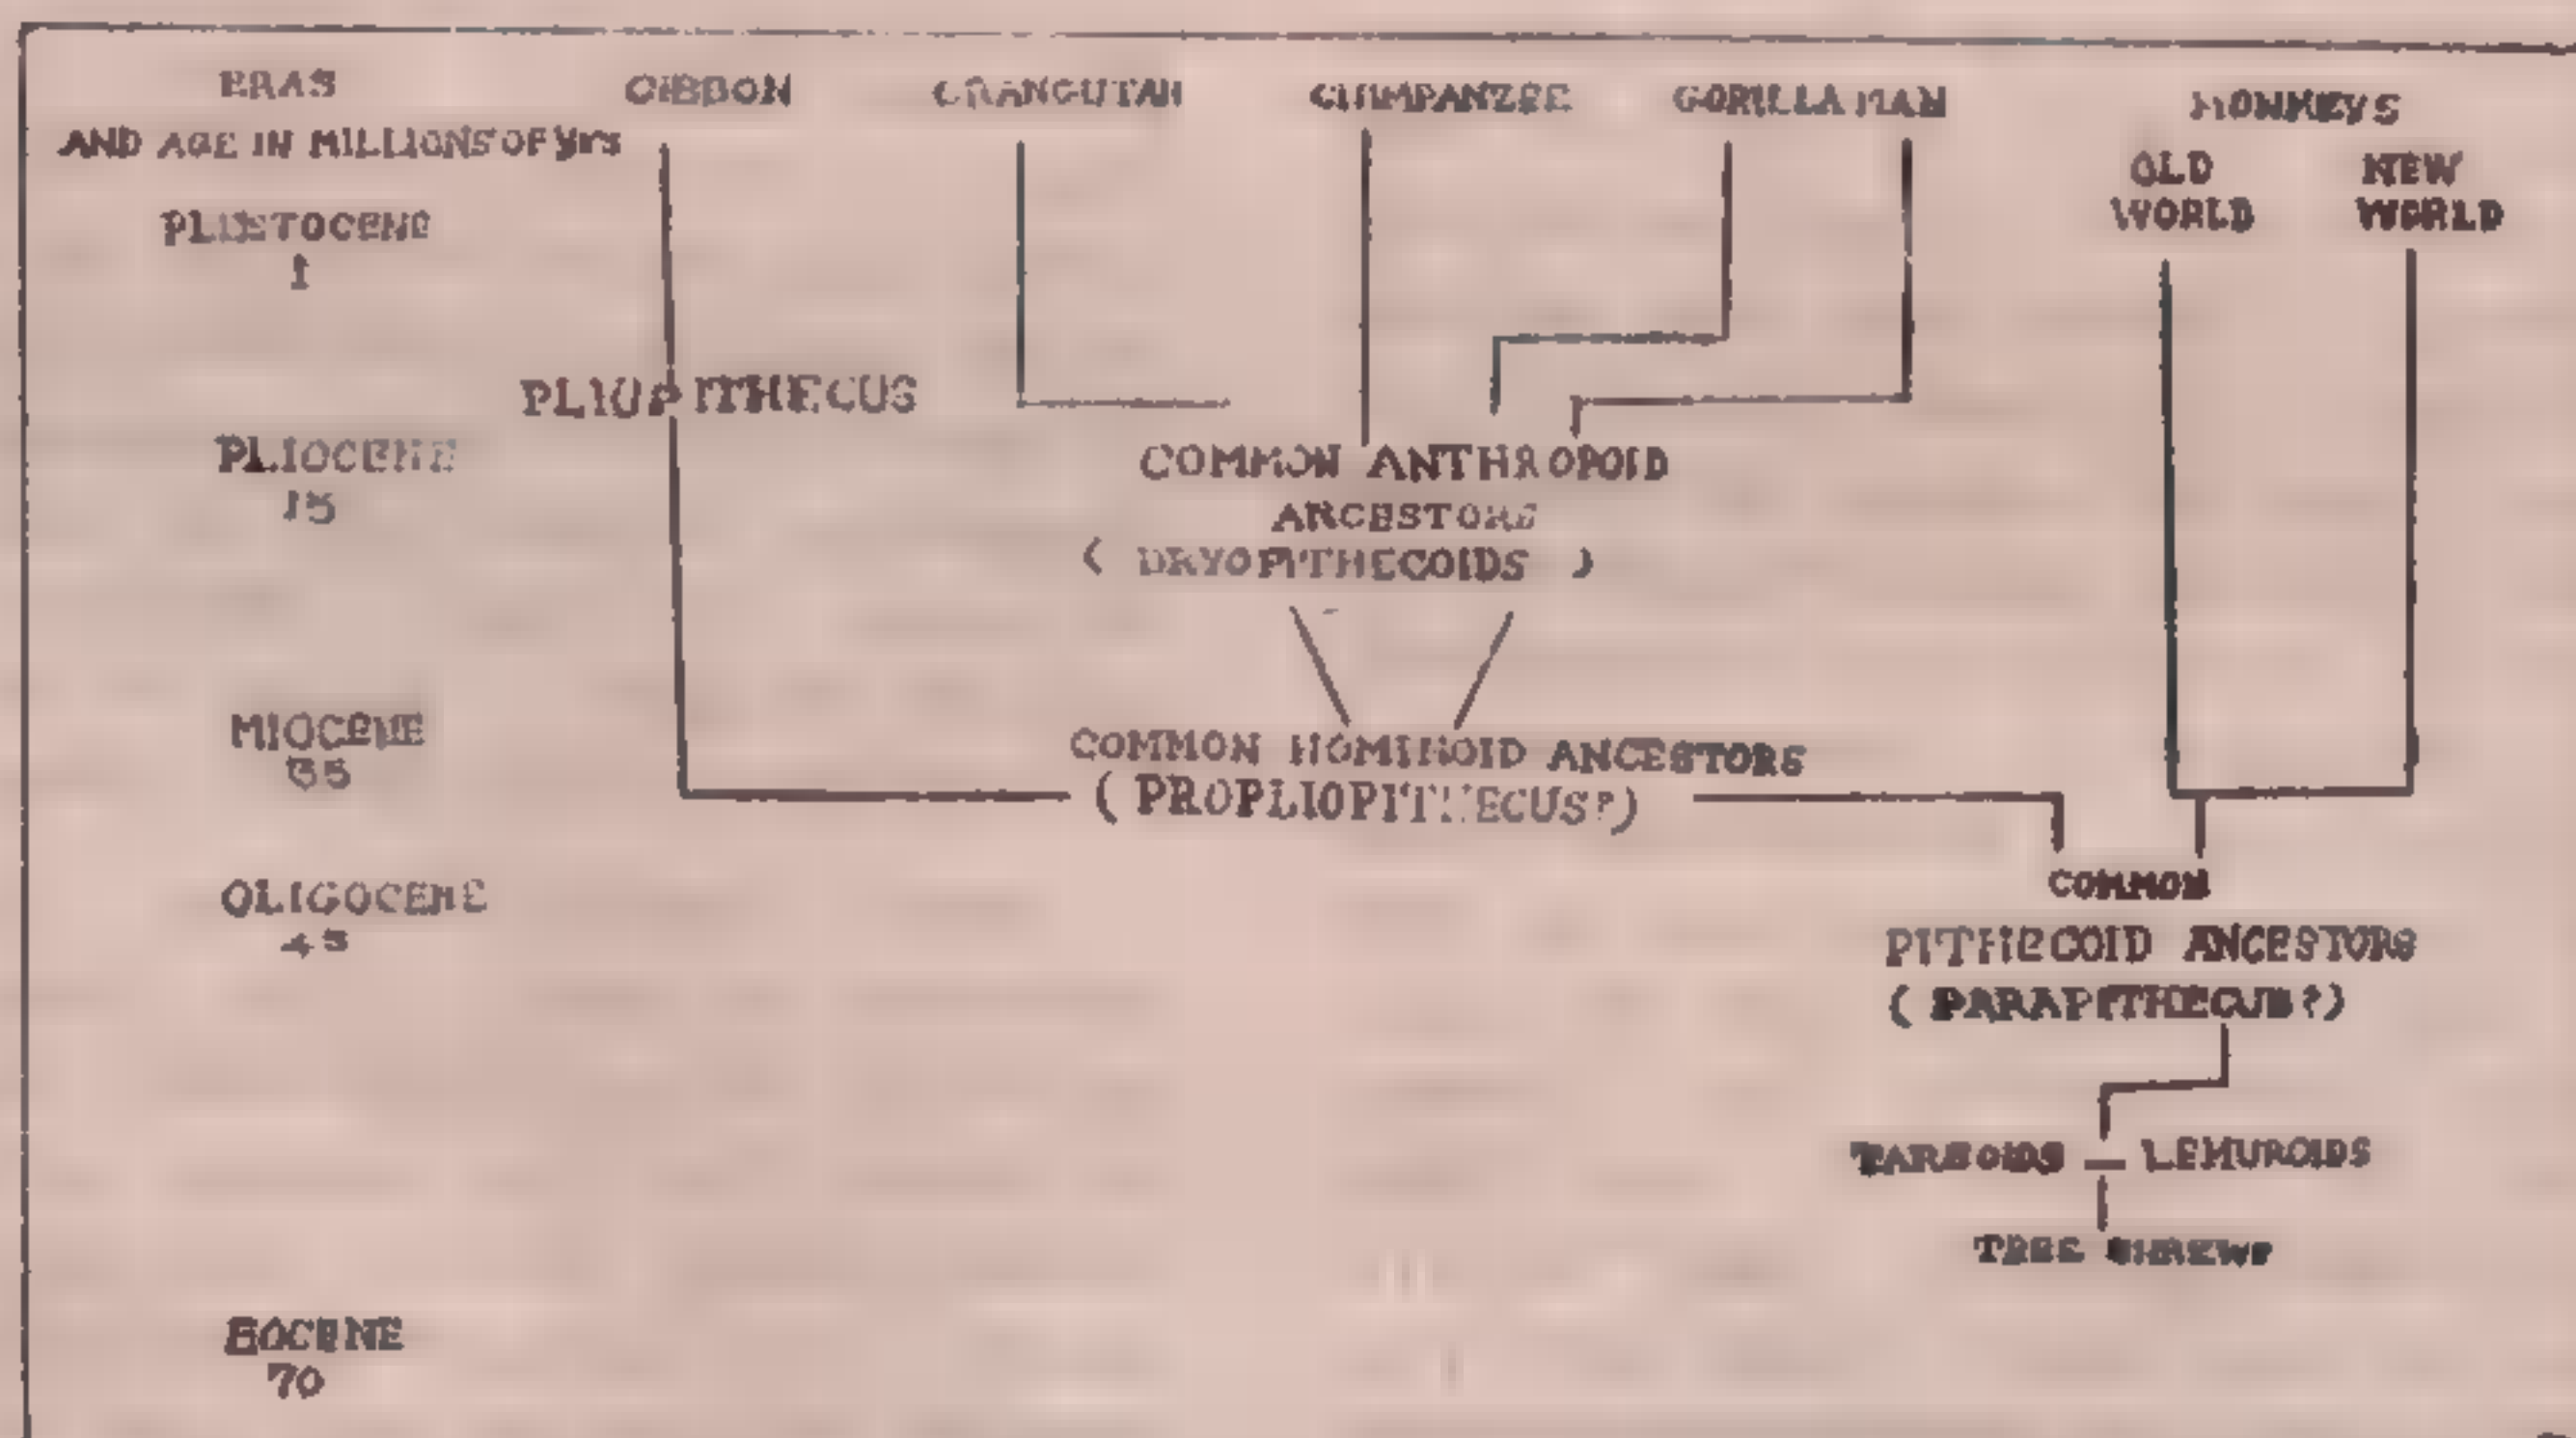 ERAS
AND AGE IN MILLIONS OF Yrs
GIBBON
ORANGUTAN
CHIMPANZEE
GORILLA MAN
MONKEYS
OLD
WORLD
NEW
WORLD
PLIETOCENE
1
PLIOPITHECUS
PLIOCENE
15
COMMON ANTHROPOID
ANCESTORS
( DRYOPITHECOIDS )
MIOCENE
35
COMMON HOMINOID ANCESTORS
( PROPLIOPITHECUS?)
OLIGOCENE
45
COMMON
PITHECOID ANCESTORS
( PARAPITHECUS?)
TARSOIDS — LEMUROIDS
TREE SHREWS
EOCENE
70